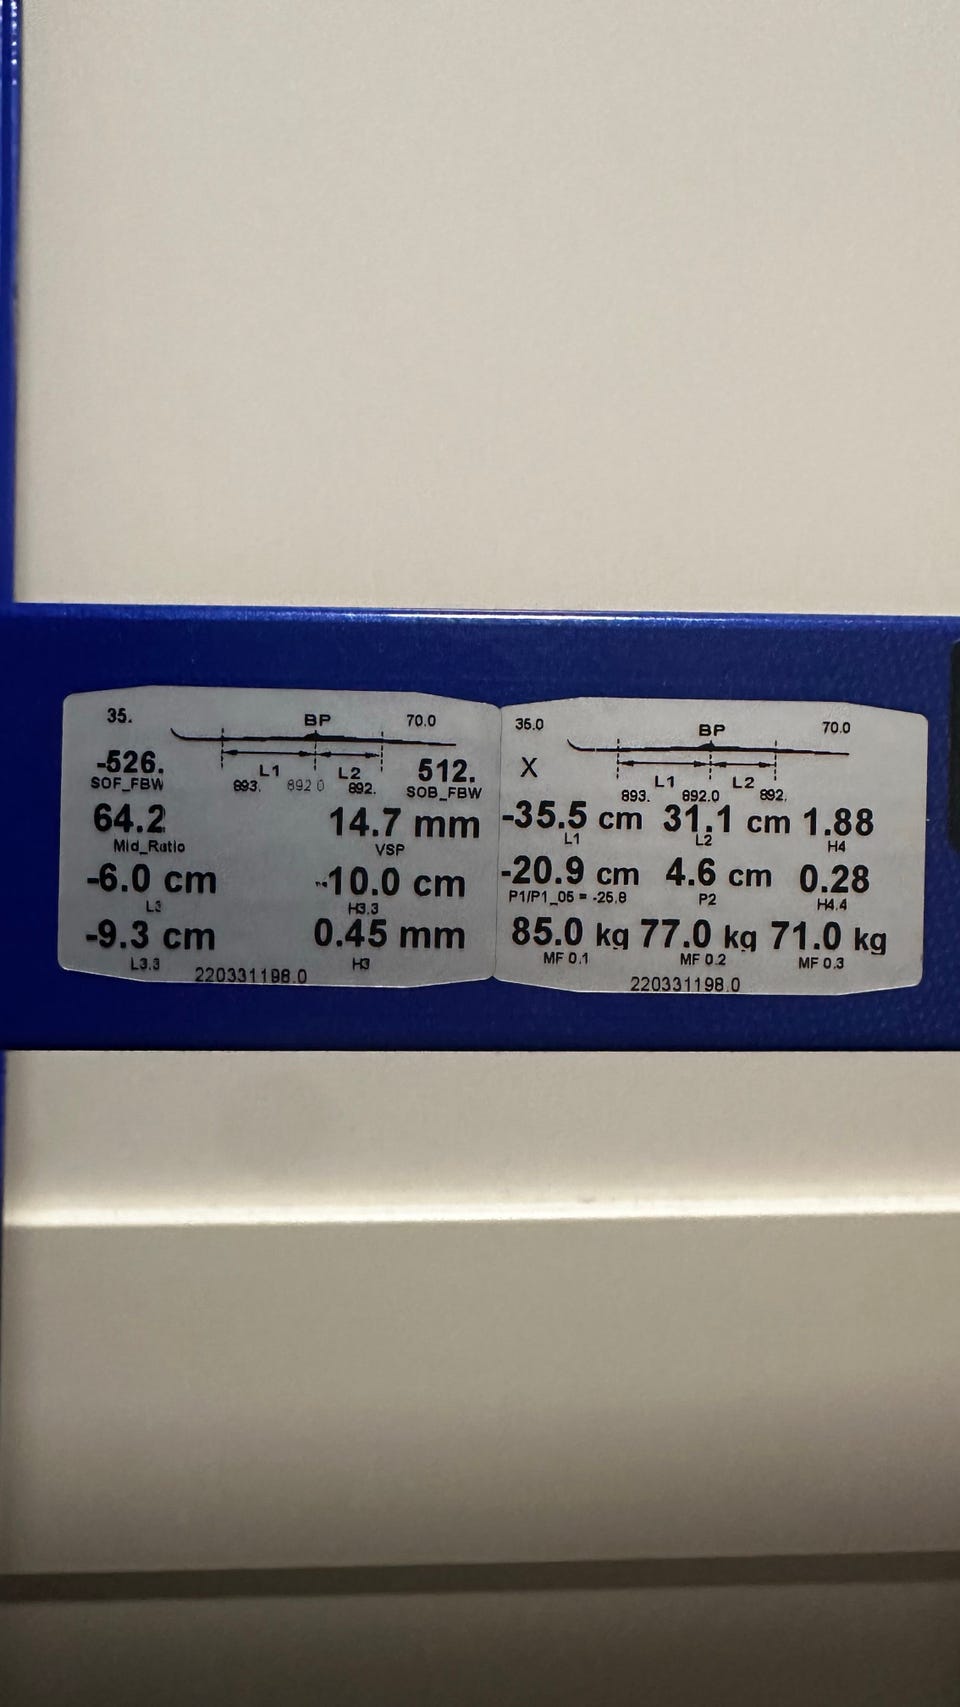 35. BP 70.0
-526. L1 L2 512.
SOF_FBW 893. 892 0 892. SOB_FBW
64.2 14.7 mm
Mid_Ratio VSP
-6.0 cm -10.0 cm
L3 H3.3
-9.3 cm 0.45 mm
L3.3 H3
220331198.0
35.0 BP 70.0
X L1 L2
893. 892.0 892.
-35.5 cm 31.1 cm 1.88
L1 L2 H4
-20.9 cm 4.6 cm 0.28
P1/P1_05 = -25.8 P2 H4.4
85.0 kg 77.0 kg 71.0 kg
MF 0.1 MF 0.2 MF 0.3
220331198.0